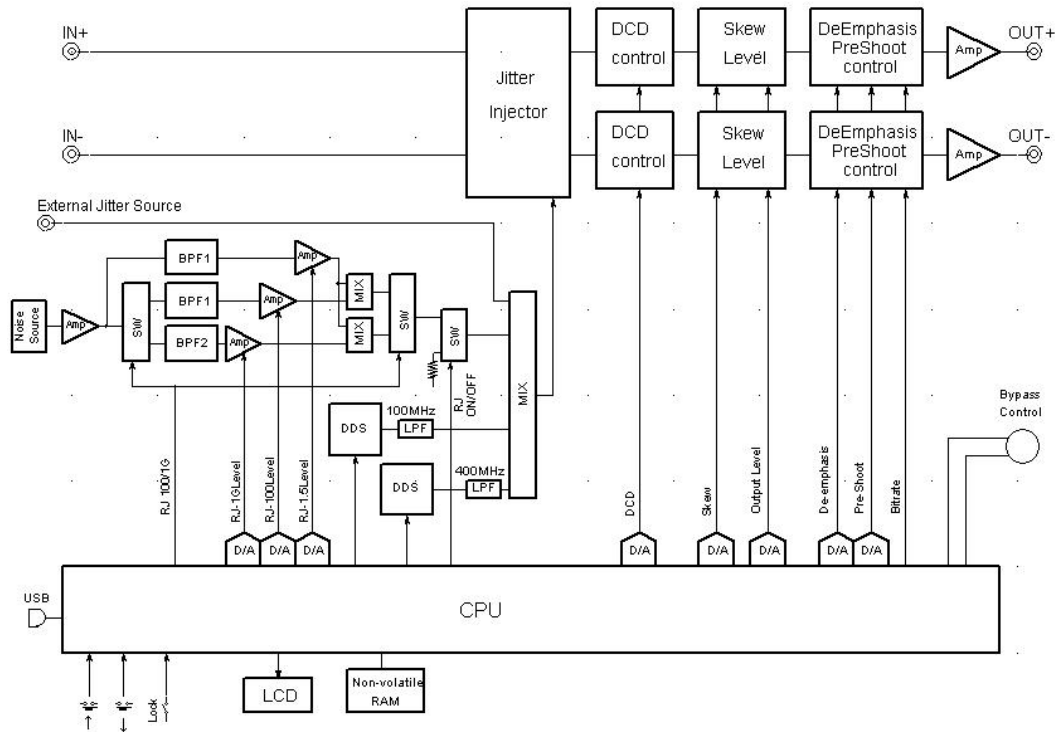 IN+
IN-
External Jitter Source
Jitter
Injector
DCD
control
Skew
Level
DeEmphasis
PreShoot
control
Amp
OUT+
DCD
control
Skew
Level
DeEmphasis
PreShoot
control
Amp
OUT-
Noise
Source
Amp
SW
BPF1
BPF1
BPF2
Amp
Amp
Amp
MIX
MIX
SW
SW
RJ
ON/OFF
MIX
DDS
100MHz
LPF
DDS
400MHz
LPF
Bypass
Control
RJ 100/1G
RJ-1GLevel
RJ-100Level
RJ-1.5Level
DCD
Skew
Output Level
De-emphasis
Pre-Shoot
Bitrate
D/A
D/A
D/A
D/A
D/A
D/A
D/A
D/A
USB
CPU
Lock
LCD
Non-volatile
RAM